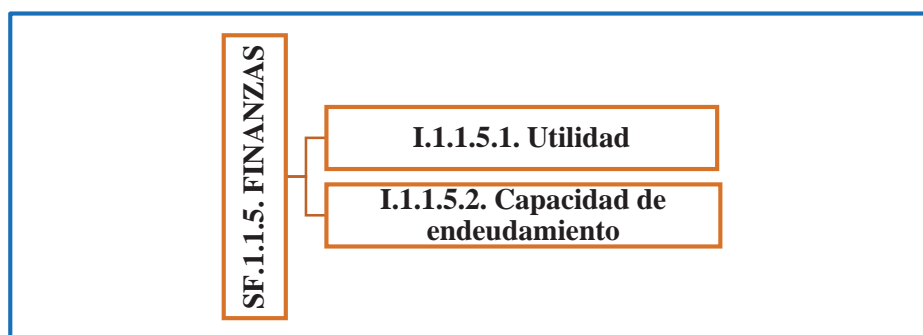 SF.1.1.5. FINANZAS
I.1.1.5.1. Utilidad
I.1.1.5.2. Capacidad de
endeudamiento